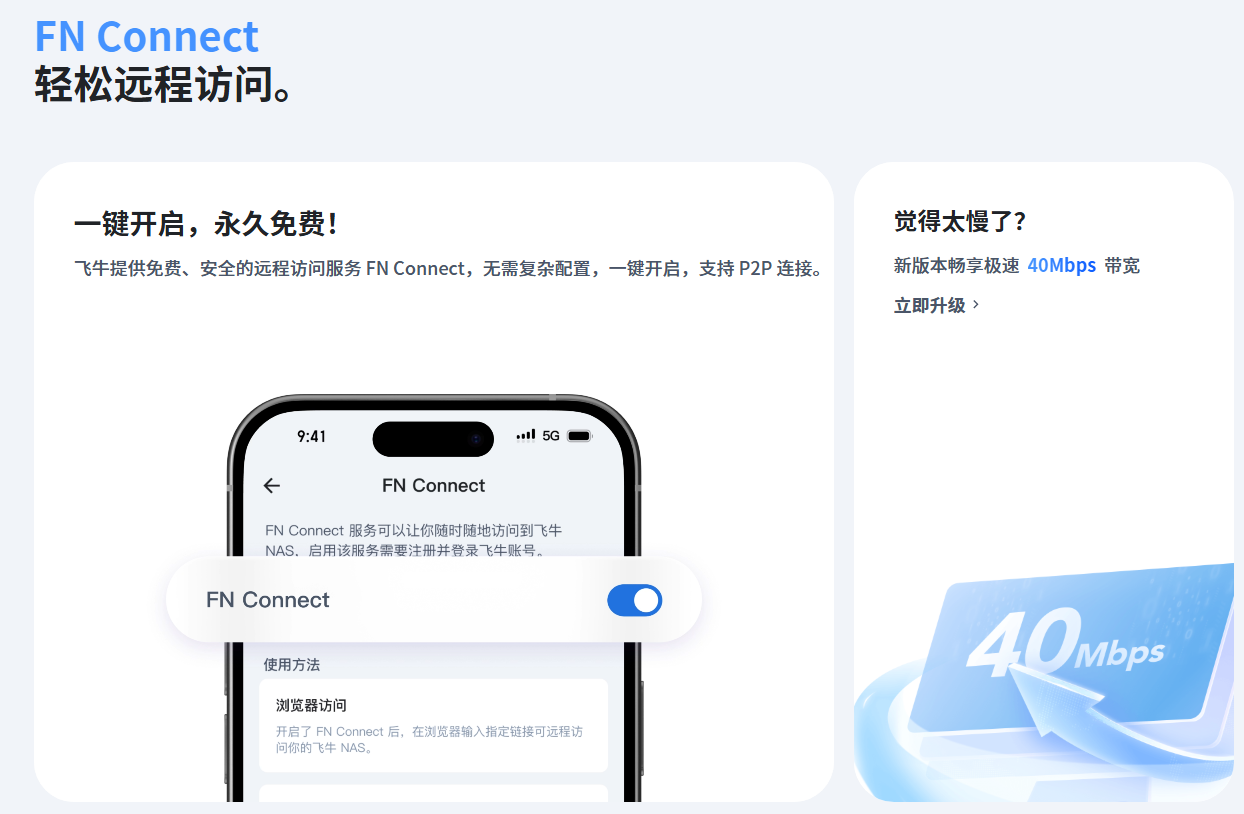 FN Connect
轻松远程访问。
一键开启，永久免费！
飞牛提供免费、安全的远程访问服务 FN Connect，无需复杂配置，一键开启，支持 P2P 连接。
9:41
5G
FN Connect
FN Connect 服务可以让你随时随地访问到飞牛
NAS，启用该服务需要注册并登录飞牛账号。
FN Connect
使用方法
浏览器访问
开启了 FN Connect 后，在浏览器输入指定链接可远程访
问你的飞牛 NAS。
觉得太慢了？
新版本畅享极速 40Mbps 带宽
立即升级 ›
40Mbps